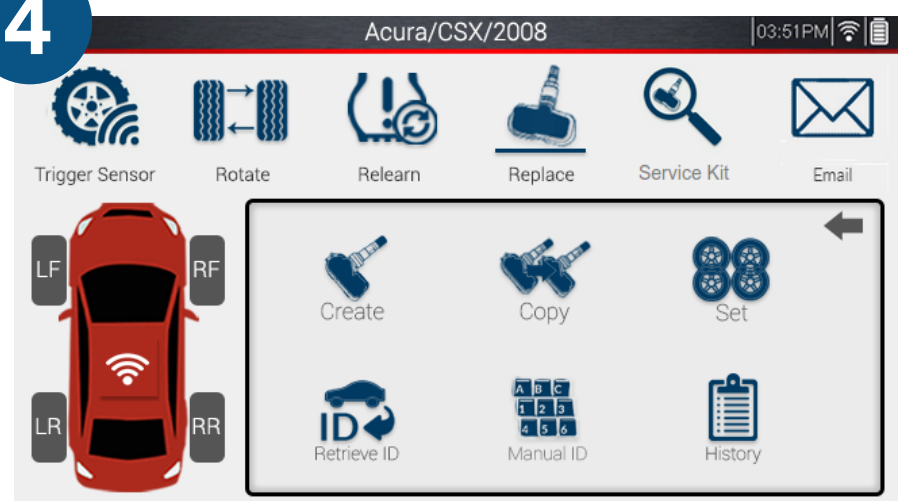 4
Acura/CSX/2008
03:51PM
Trigger Sensor
Rotate
Relearn
Replace
Service Kit
Email
LF
RF
LR
RR
Create
Copy
Set
ID
Retrieve ID
A B C
1 2 3
4 5 6
Manual ID
History